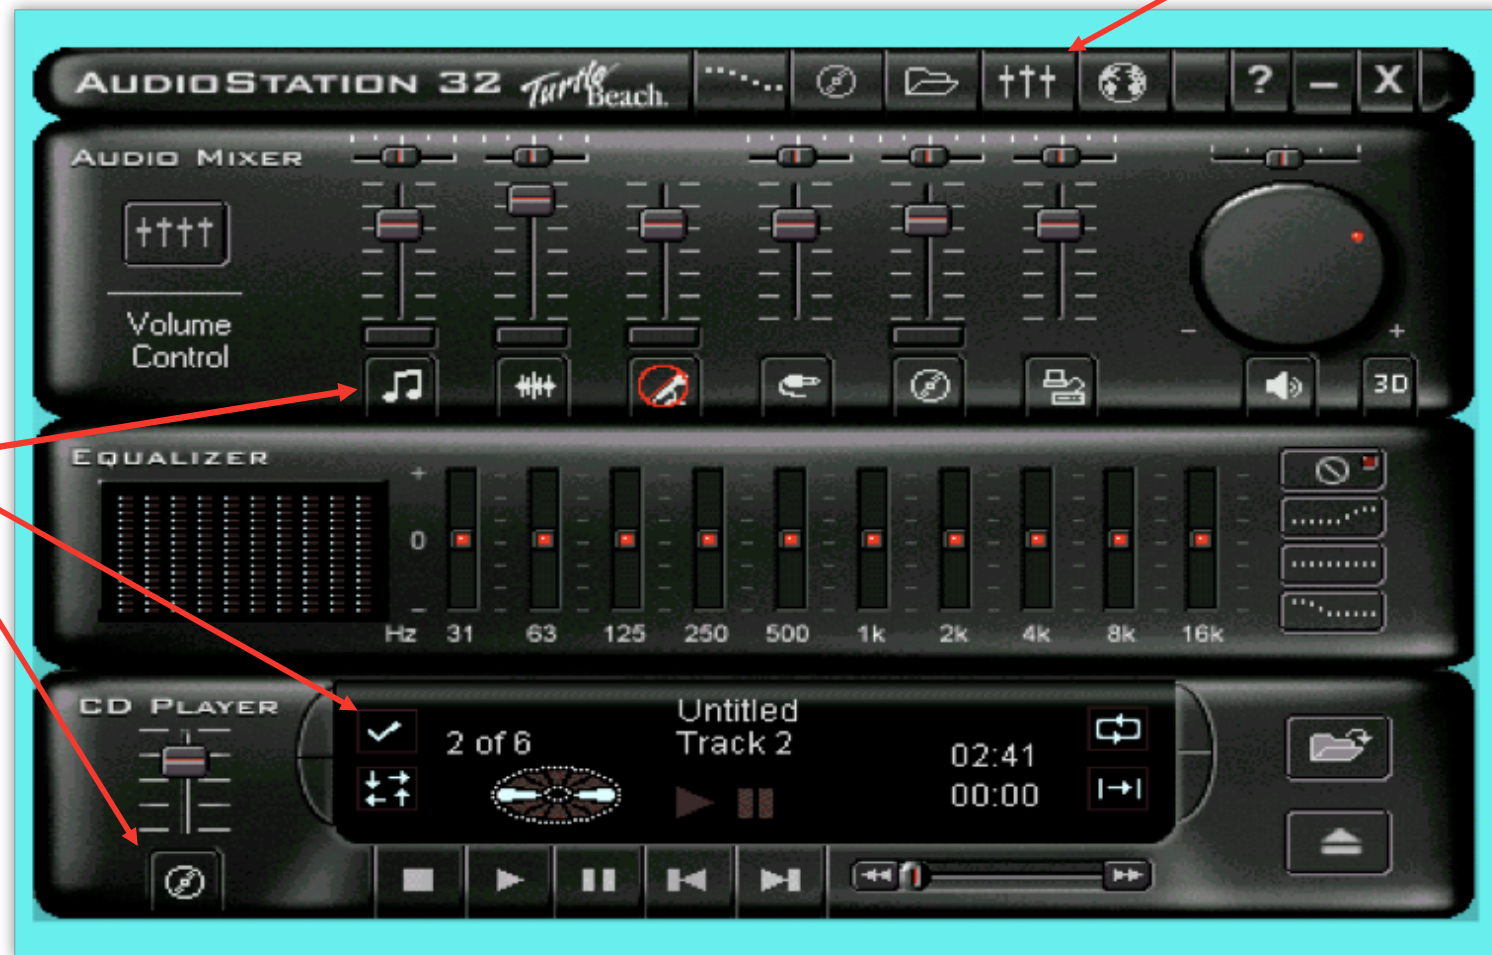 AUDIOSTATION 32 Turtle Beach.
? – X
AUDIO MIXER
Volume
Control
- +
3D
EQUALIZER
+
0
–
Hz 31 63 125 250 500 1k 2k 4k 8k 16k
CD PLAYER
Untitled
2 of 6 Track 2
02:41
00:00